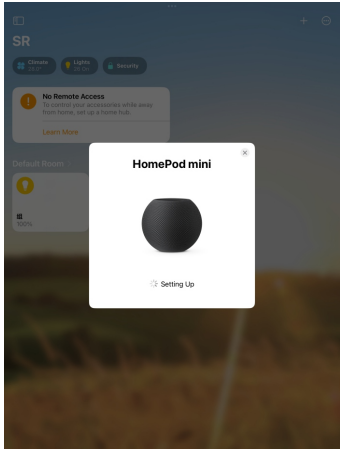 SR
Climate
Lights
Security
No Remote Access
To control your accessories while away
from home, set up a home hub.
Learn More
Default Room
HomePod mini
100%
Setting Up